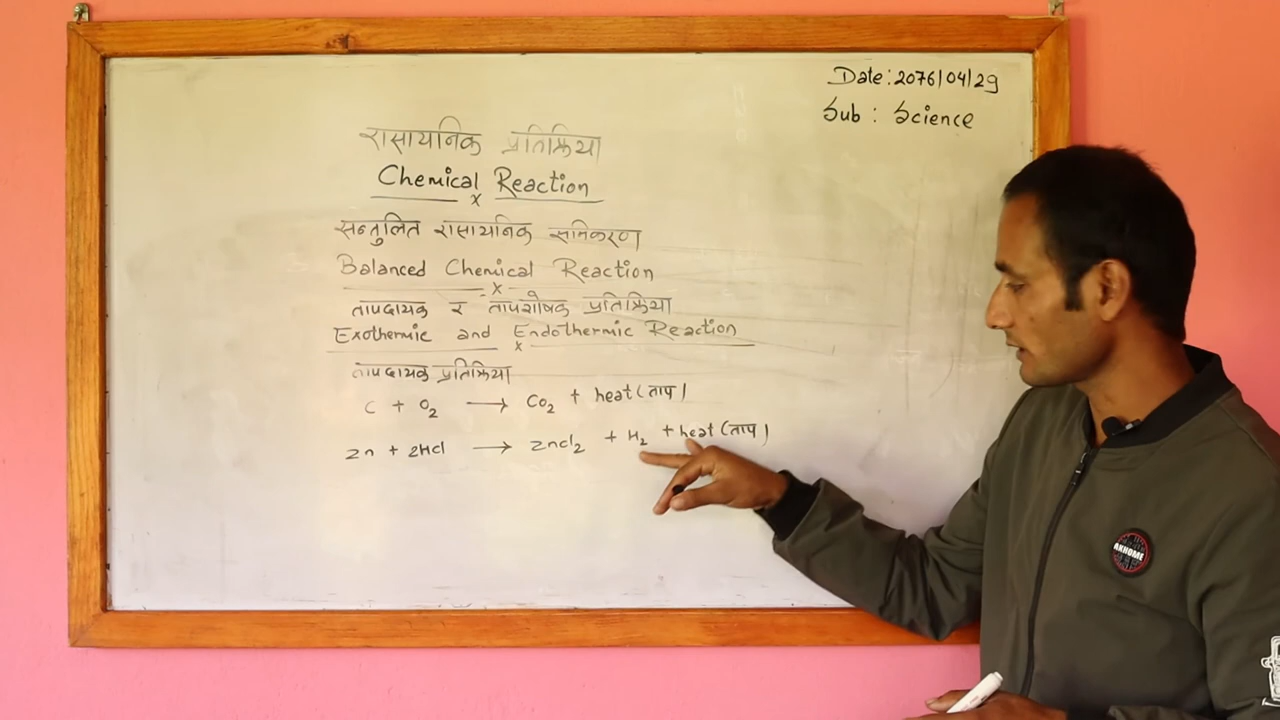 Date: 2076/04/29
Sub : Science
रासायनिक प्रतिक्रिया
Chemical Reaction
x
सन्तुलित रासायनिक समिकरण
Balanced Chemical Reaction
x
तापदायक र तापशोषक प्रतिक्रिया
Exothermic and Endothermic Reaction
x
तापदायक प्रतिक्रिया
C + O₂ → CO₂ + heat (ताप)
Zn + 2HCl → ZnCl₂ + H₂ + heat (ताप)
AKHOME